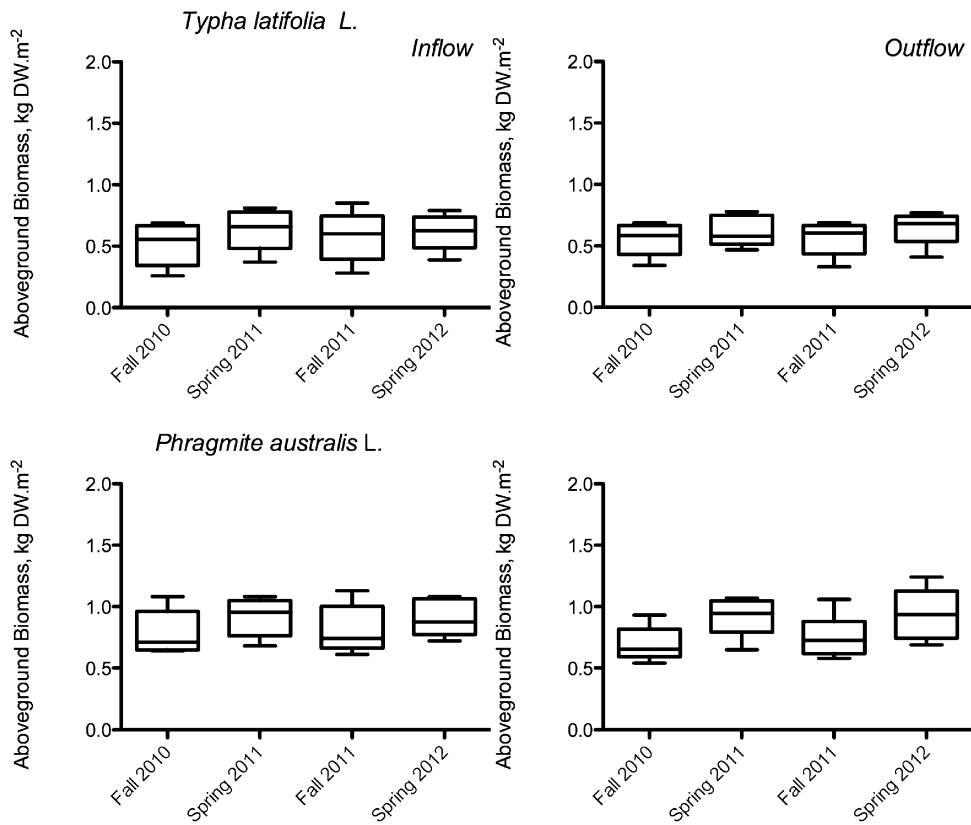 Typha latifolia L.
Inflow
Aboveground Biomass, kg DW.m-2
2.0
1.5
1.0
0.5
0.0
Fall 2010
Spring 2011
Fall 2011
Spring 2012
Outflow
Aboveground Biomass, kg DW.m-2
2.0
1.5
1.0
0.5
0.0
Fall 2010
Spring 2011
Fall 2011
Spring 2012
Phragmite australis L.
Aboveground Biomass, kg DW.m-2
2.0
1.5
1.0
0.5
0.0
Fall 2010
Spring 2011
Fall 2011
Spring 2012
Aboveground Biomass, kg DW.m-2
2.0
1.5
1.0
0.5
0.0
Fall 2010
Spring 2011
Fall 2011
Spring 2012